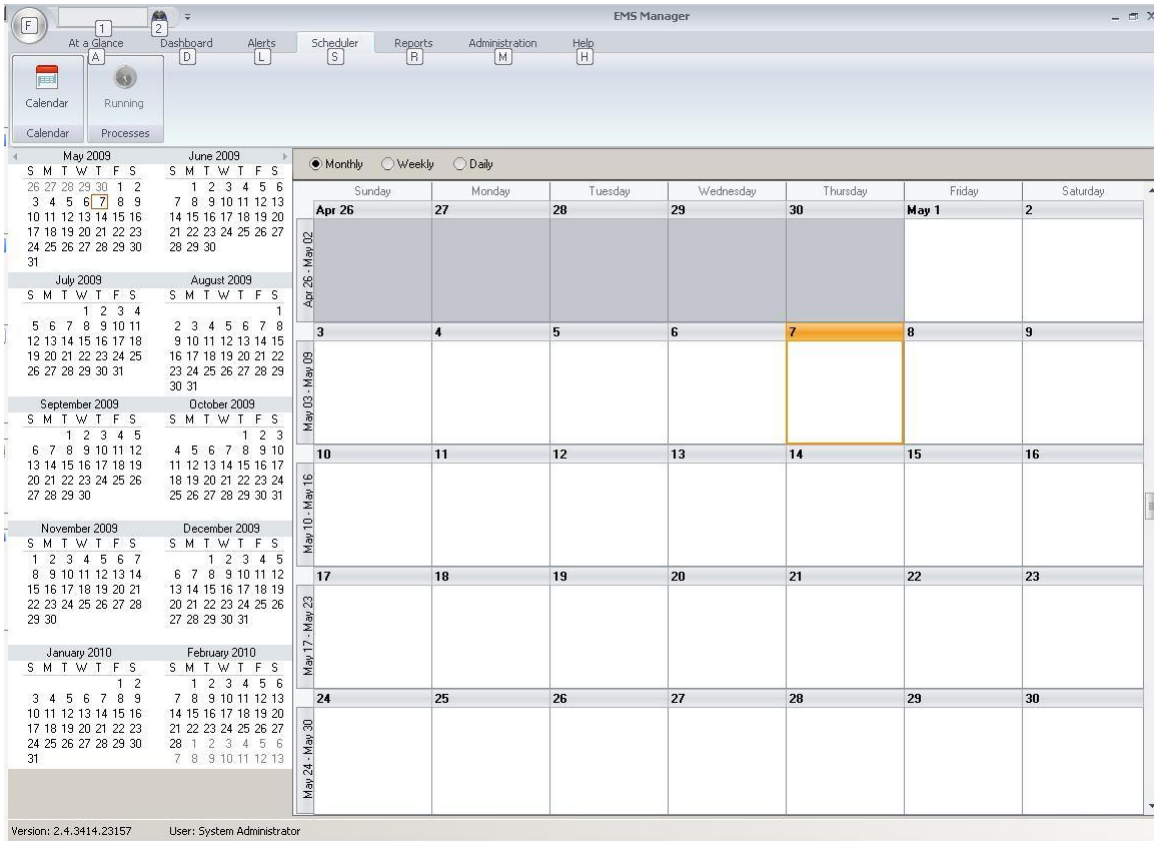 EMS Manager
F
1
2
At a Glance Dashboard Alerts Scheduler Reports Administration Help
A D L S R M H
Calendar Running
Calendar Processes
May 2009
S M T W T F S
26 27 28 29 30 1 2
3 4 5 6 7 8 9
10 11 12 13 14 15 16
17 18 19 20 21 22 23
24 25 26 27 28 29 30
31
June 2009
S M T W T F S
1 2 3 4 5 6
7 8 9 10 11 12 13
14 15 16 17 18 19 20
21 22 23 24 25 26 27
28 29 30
July 2009
S M T W T F S
1 2 3 4
5 6 7 8 9 10 11
12 13 14 15 16 17 18
19 20 21 22 23 24 25
26 27 28 29 30 31
August 2009
S M T W T F S
1
2 3 4 5 6 7 8
9 10 11 12 13 14 15
16 17 18 19 20 21 22
23 24 25 26 27 28 29
30 31
September 2009
S M T W T F S
1 2 3 4 5
6 7 8 9 10 11 12
13 14 15 16 17 18 19
20 21 22 23 24 25 26
27 28 29 30
October 2009
S M T W T F S
1 2 3
4 5 6 7 8 9 10
11 12 13 14 15 16 17
18 19 20 21 22 23 24
25 26 27 28 29 30 31
November 2009
S M T W T F S
1 2 3 4 5 6 7
8 9 10 11 12 13 14
15 16 17 18 19 20 21
22 23 24 25 26 27 28
29 30
December 2009
S M T W T F S
1 2 3 4 5
6 7 8 9 10 11 12
13 14 15 16 17 18 19
20 21 22 23 24 25 26
27 28 29 30 31
January 2010
S M T W T F S
1 2
3 4 5 6 7 8 9
10 11 12 13 14 15 16
17 18 19 20 21 22 23
24 25 26 27 28 29 30
31
February 2010
S M T W T F S
1 2 3 4 5 6
7 8 9 10 11 12 13
14 15 16 17 18 19 20
21 22 23 24 25 26 27
28 1 2 3 4 5 6
7 8 9 10 11 12 13
Monthly Weekly Daily
Sunday Monday Tuesday Wednesday Thursday Friday Saturday
Apr 26 27 28 29 30 May 1 2
Apr 26 - May 02
3 4 5 6 7 8 9
May 03 - May 09
10 11 12 13 14 15 16
May 10 - May 16
17 18 19 20 21 22 23
May 17 - May 23
24 25 26 27 28 29 30
May 24 - May 30
Version: 2.4.3414.23157 User: System Administrator